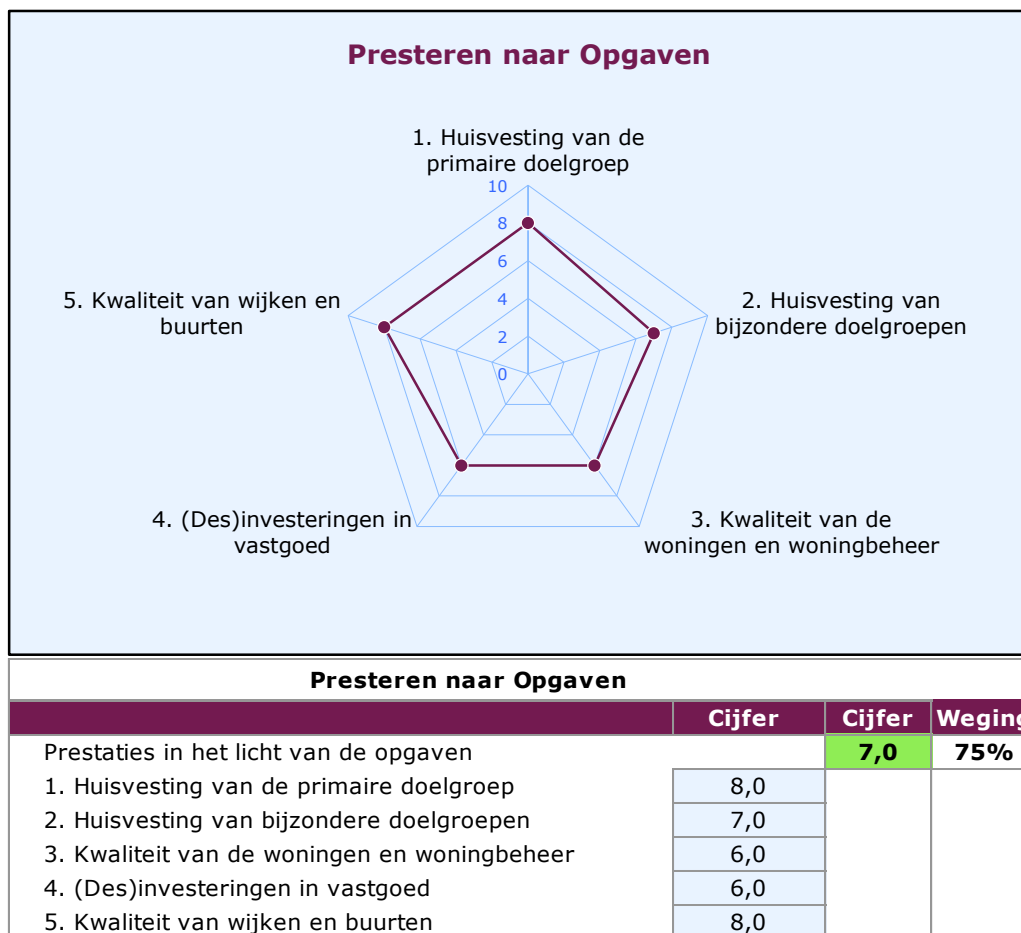 Presteren naar Opgaven
1. Huisvesting van de
primaire doelgroep
10
8
6
4
2
0
5. Kwaliteit van wijken en
buurten
2. Huisvesting van
bijzondere doelgroepen
4. (Des)investeringen in
vastgoed
3. Kwaliteit van de
woningen en woningbeheer
Presteren naar Opgaven
Cijfer Cijfer Weging
Prestaties in het licht van de opgaven 7,0 75%
1. Huisvesting van de primaire doelgroep 8,0
2. Huisvesting van bijzondere doelgroepen 7,0
3. Kwaliteit van de woningen en woningbeheer 6,0
4. (Des)investeringen in vastgoed 6,0
5. Kwaliteit van wijken en buurten 8,0